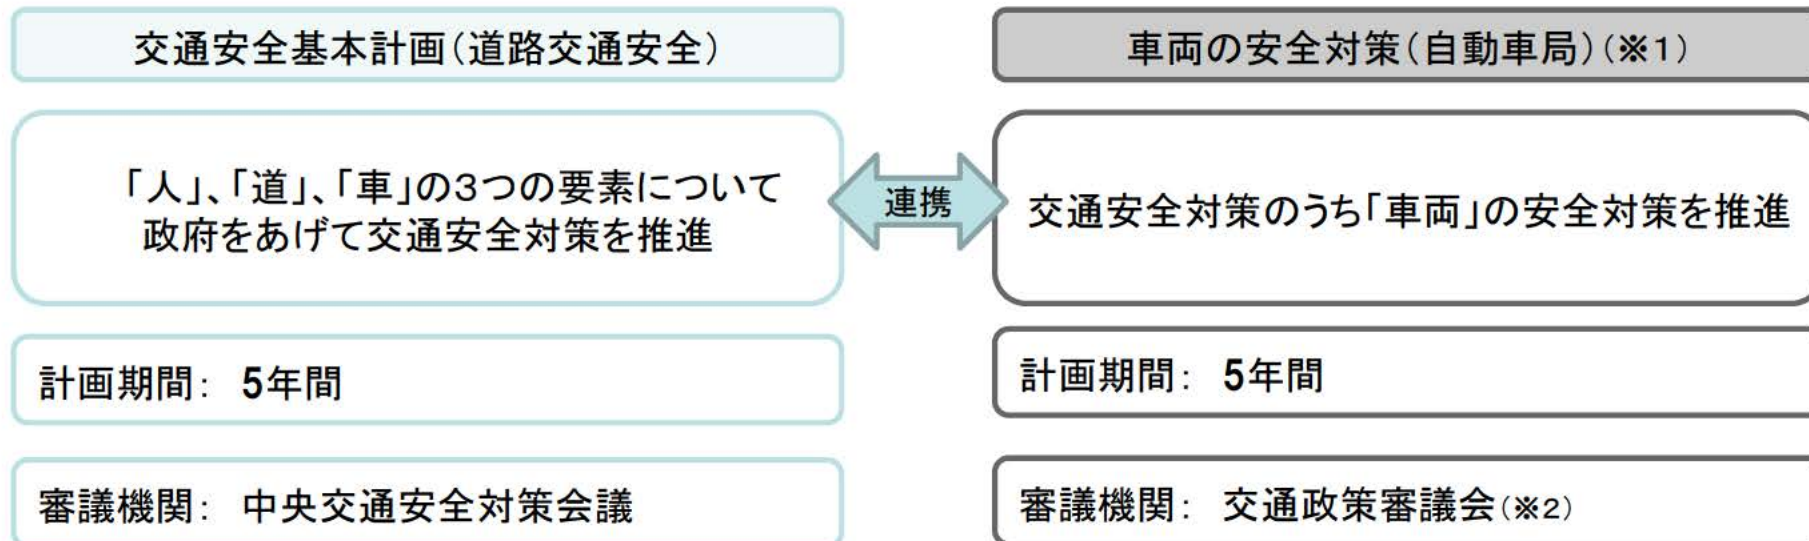 交通安全基本計画(道路交通安全)
「人」、「道」、「車」の3つの要素について
政府をあげて交通安全対策を推進
計画期間： 5年間
審議機関： 中央交通安全対策会議
連携
車両の安全対策(自動車局)(※1)
交通安全対策のうち「車両」の安全対策を推進
計画期間： 5年間
審議機関： 交通政策審議会(※2)